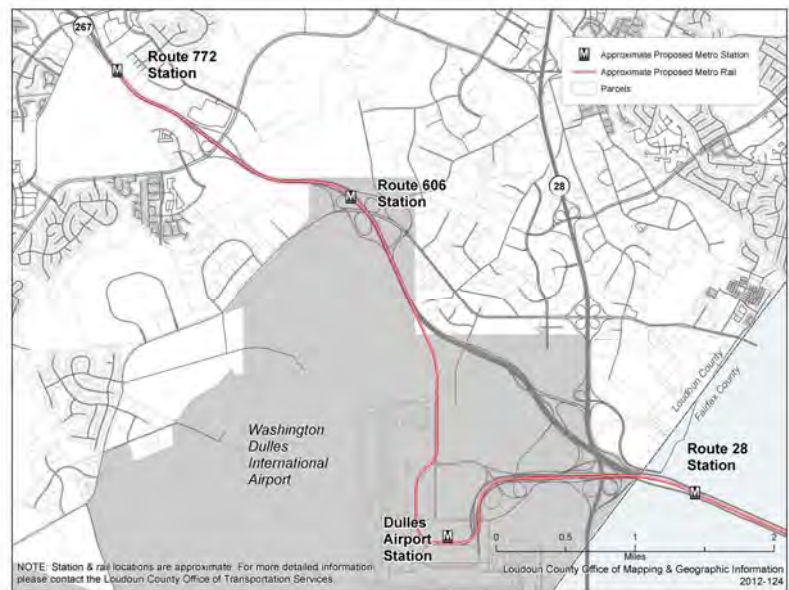 267
Route 772
Station
M
M Approximate Proposed Metro Station
Approximate Proposed Metro Rail
Parcels
Route 606
Station
M
28
Loudoun County
Fairfax County
Washington
Dulles
International
Airport
Route 28
Station
M
Dulles
Airport
Station
M
0 0.5 1 2
Miles
NOTE: Station & rail locations are approximate. For more detailed information
please contact the Loudoun County Office of Transportation Services.
Loudoun County Office of Mapping & Geographic Information
2012-124